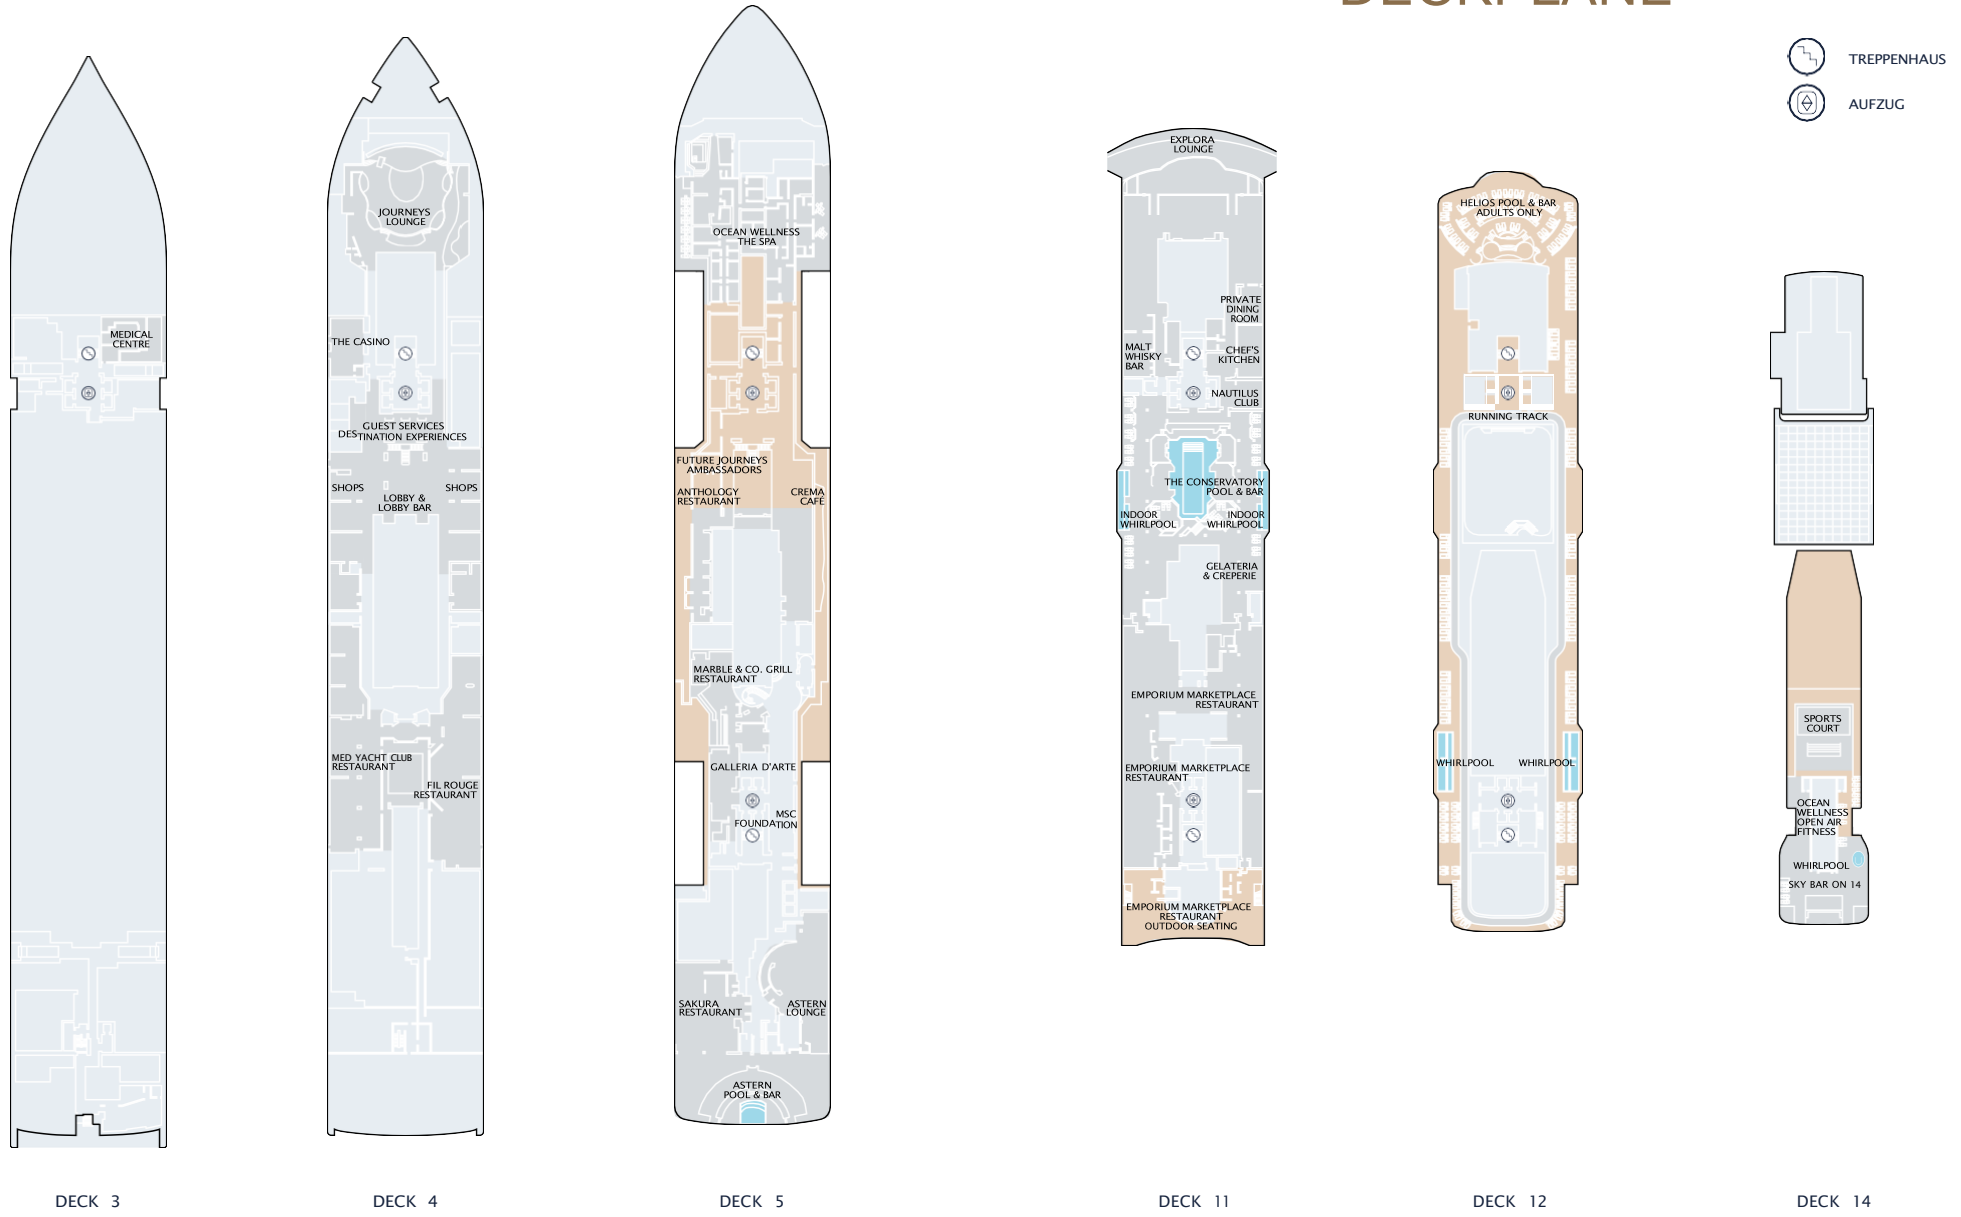 DECKPLÄNE
TREPPENHAUS
AUFZUG
MEDICAL
CENTRE
DECK 3
JOURNEYS
LOUNGE
THE CASINO
GUEST SERVICES
DESTINATION EXPERIENCES
SHOPS
SHOPS
LOBBY &
LOBBY BAR
MED YACHT CLUB
RESTAURANT
FIL ROUGE
RESTAURANT
DECK 4
OCEAN WELLNESS
THE SPA
FUTURE JOURNEYS
AMBASSADORS
ANTHOLOGY
RESTAURANT
CREMA
CAFÉ
MARBLE & CO. GRILL
RESTAURANT
GALLERIA D'ARTE
MSC
FOUNDATION
SAKURA
RESTAURANT
ASTERN
LOUNGE
ASTERN
POOL & BAR
DECK 5
EXPLORA
LOUNGE
PRIVATE
DINING
ROOM
MALT
WHISKY
BAR
CHEF'S
KITCHEN
NAUTILUS
CLUB
THE CONSERVATORY
POOL & BAR
INDOOR
WHIRLPOOL
INDOOR
WHIRLPOOL
GELATERIA
& CREPERIE
EMPORIUM MARKETPLACE
RESTAURANT
EMPORIUM MARKETPLACE
RESTAURANT
EMPORIUM MARKETPLACE
RESTAURANT
OUTDOOR SEATING
DECK 11
HELIOS POOL & BAR
ADULTS ONLY
RUNNING TRACK
WHIRLPOOL
WHIRLPOOL
DECK 12
SPORTS
COURT
OCEAN
WELLNESS
OPEN AIR
FITNESS
WHIRLPOOL
SKY BAR ON 14
DECK 14